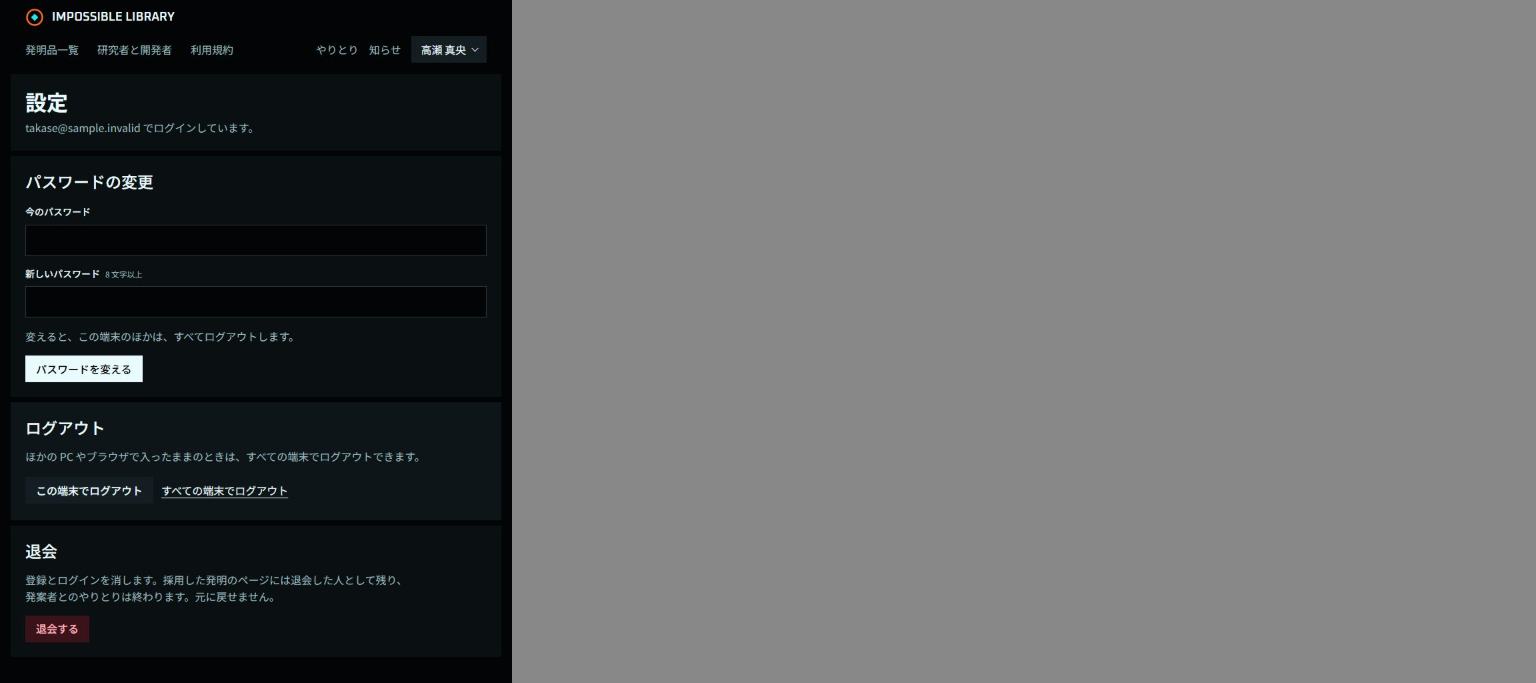 IMPOSSIBLE LIBRARY
発明品一覧 研究者と開発者 利用規約 やりとり 知らせ 高瀬 真央
設定
takase@sample.invalid でログインしています。
パスワードの変更
今のパスワード
新しいパスワード 8 文字以上
変えると、この端末のほかは、すべてログアウトします。
パスワードを変える
ログアウト
ほかの PC やブラウザで入ったままのときは、すべての端末でログアウトできます。
この端末でログアウト すべての端末でログアウト
退会
登録とログインを消します。採用した発明のページには退会した人として残り、
発案者とのやりとりは終わります。元に戻せません。
退会する